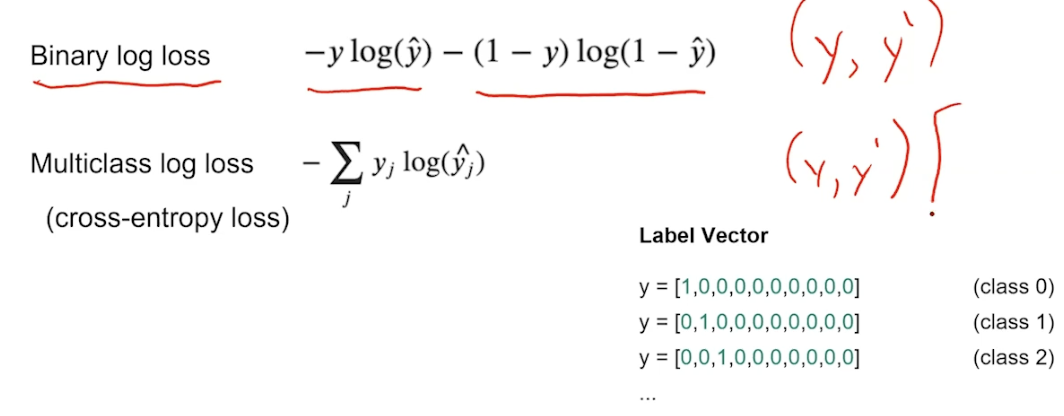 Binary log loss −y log(ŷ) − (1 − y) log(1 − ŷ) (y, y')
Multiclass log loss − ∑ⱼ yⱼ log(ŷⱼ) (y, y') [
(cross-entropy loss)
Label Vector
y = [1,0,0,0,0,0,0,0,0,0] (class 0)
y = [0,1,0,0,0,0,0,0,0,0] (class 1)
y = [0,0,1,0,0,0,0,0,0,0] (class 2)
...